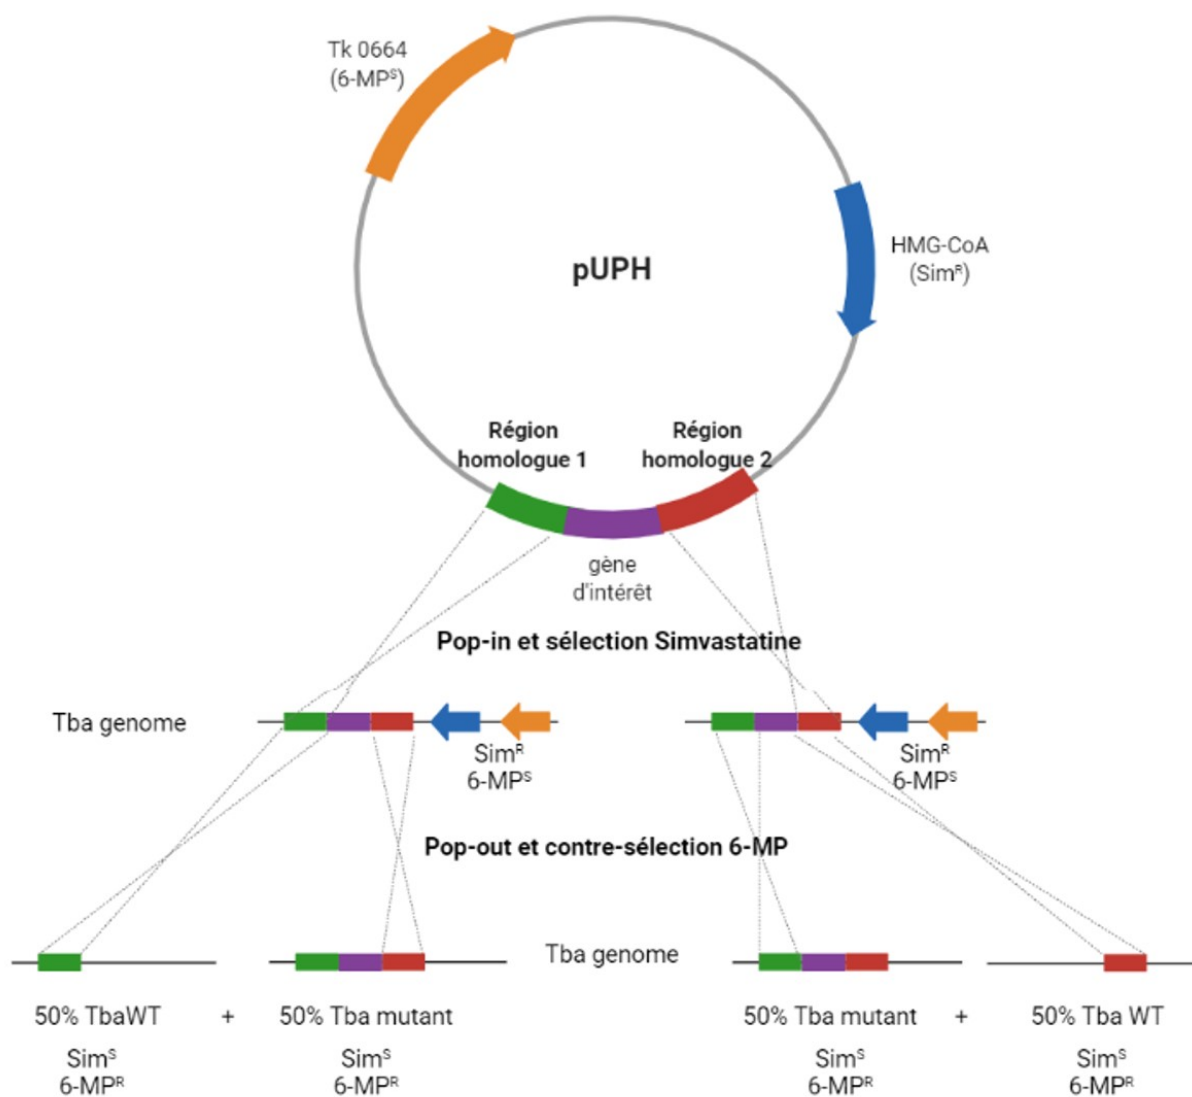 Tk 0664
(6-MPˢ)
HMG-CoA
(Simᴿ)
pUPH
Région
homologue 1
Région
homologue 2
gène
d'intérêt
Pop-in et sélection Simvastatine
Tba genome
Simᴿ
6-MPˢ
Simᴿ
6-MPˢ
Pop-out et contre-sélection 6-MP
Tba genome
50% TbaWT + 50% Tba mutant
50% Tba mutant + 50% Tba WT
Simˢ
6-MPᴿ
Simˢ
6-MPᴿ
Simˢ
6-MPᴿ
Simˢ
6-MPᴿ